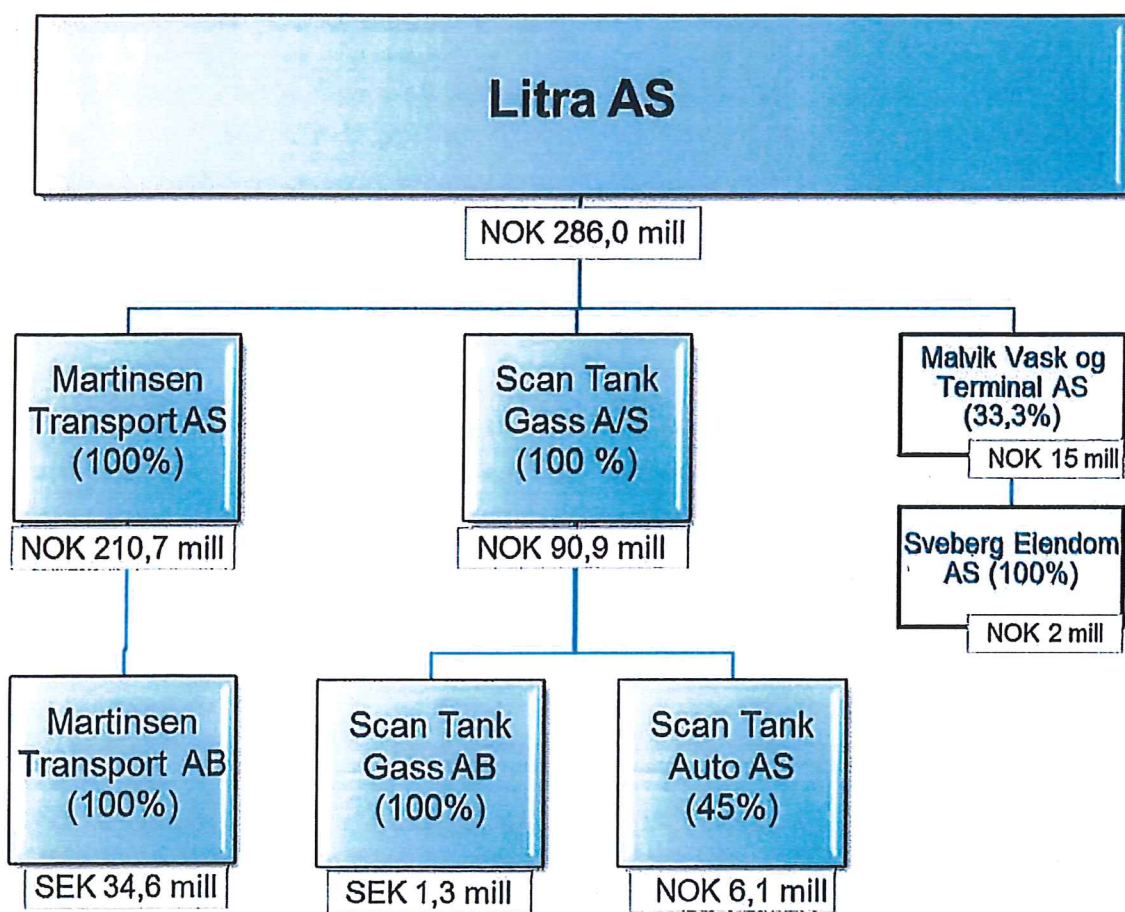 Litra AS
NOK 286,0 mill
Martinsen
Transport AS
(100%)
NOK 210,7 mill
Scan Tank
Gass A/S
(100 %)
NOK 90,9 mill
Malvik Vask og
Terminal AS
(33,3%)
NOK 15 mill
Sveberg Eiendom
AS (100%)
NOK 2 mill
Martinsen
Transport AB
(100%)
SEK 34,6 mill
Scan Tank
Gass AB
(100%)
SEK 1,3 mill
Scan Tank
Auto AS
(45%)
NOK 6,1 mill